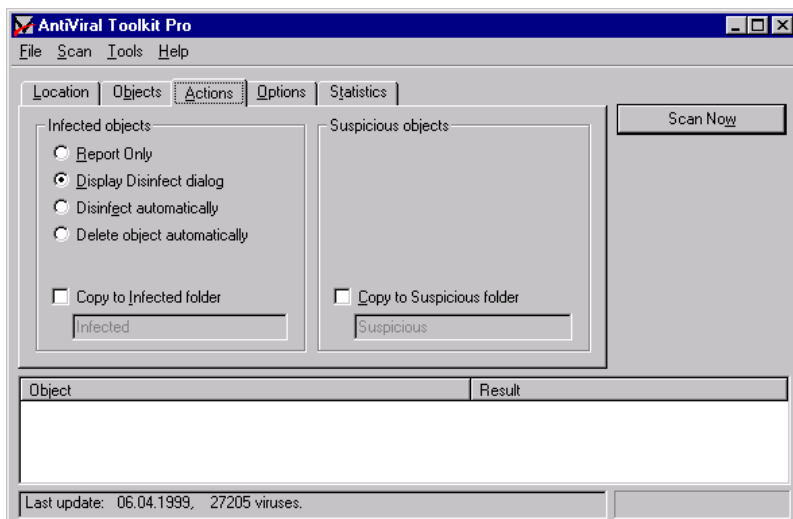 AntiViral Toolkit Pro
File Scan Tools Help
Location Objects Actions Options Statistics
Scan Now
Infected objects
Report Only
Display Disinfect dialog
Disinfect automatically
Delete object automatically
Copy to Infected folder
Infected
Suspicious objects
Copy to Suspicious folder
Suspicious
Object Result
Last update: 06.04.1999, 27205 viruses.